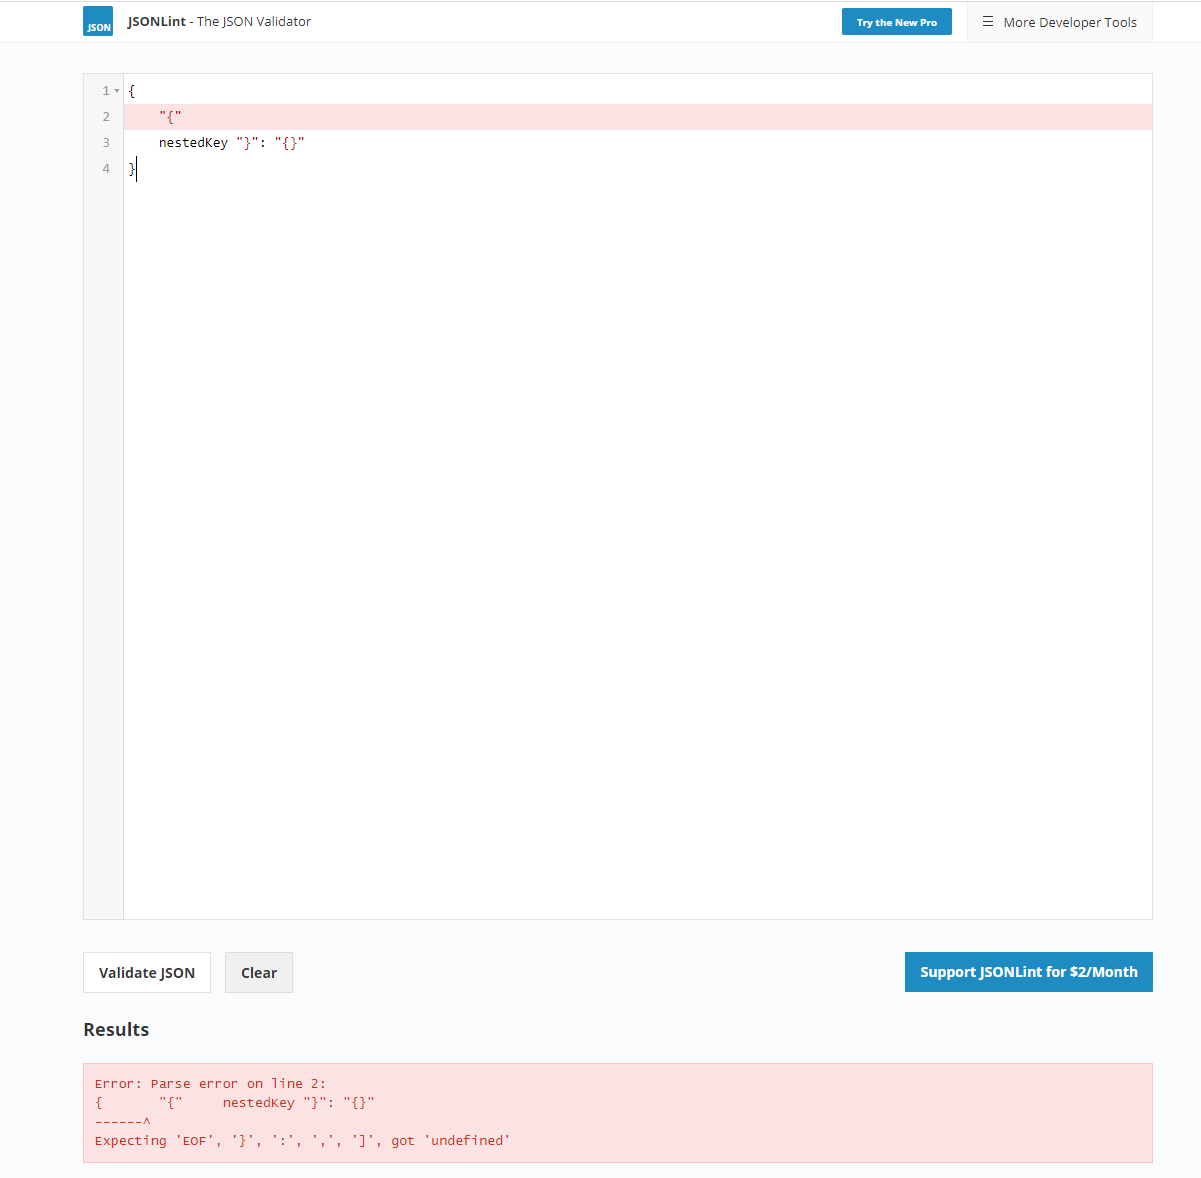 JSON
JSONLint - The JSON Validator
Try the New Pro
☰ More Developer Tools
1 {
2 "{"
3 nestedKey "}": "{}"
4 }
Validate JSON
Clear
Support JSONLint for $2/Month
Results
Error: Parse error on line 2:
{ "{" nestedKey "}": "{}"
------^
Expecting 'EOF', '}', ':', ',', ']', got 'undefined'